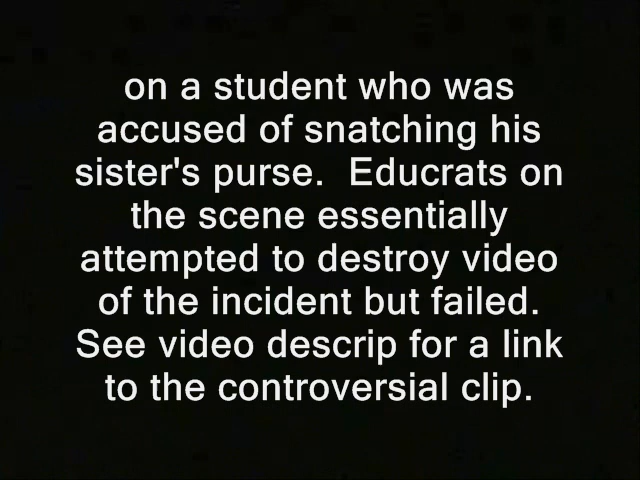 on a student who was
accused of snatching his
sister's purse.  Educrats on
the scene essentially
attempted to destroy video
of the incident but failed.
See video descrip for a link
to the controversial clip.